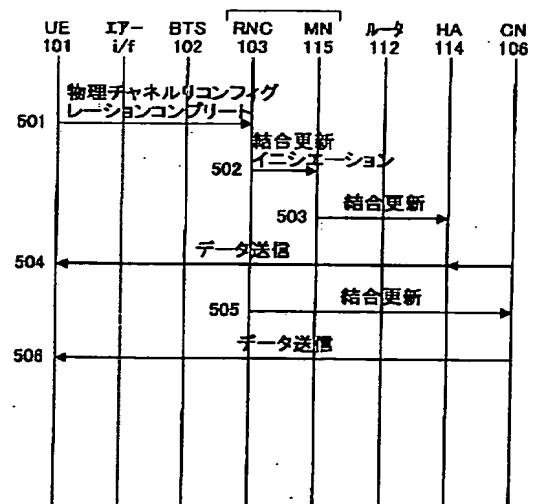 UE エアー BTS RNC MN ルータ HA CN
101 i/f 102 103 115 112 114 106
物理チャネルリコンフィグ
レーションコンプリート
501
結合更新
イニシエーション
502
結合更新
503
データ送信
504
結合更新
505
データ送信
506